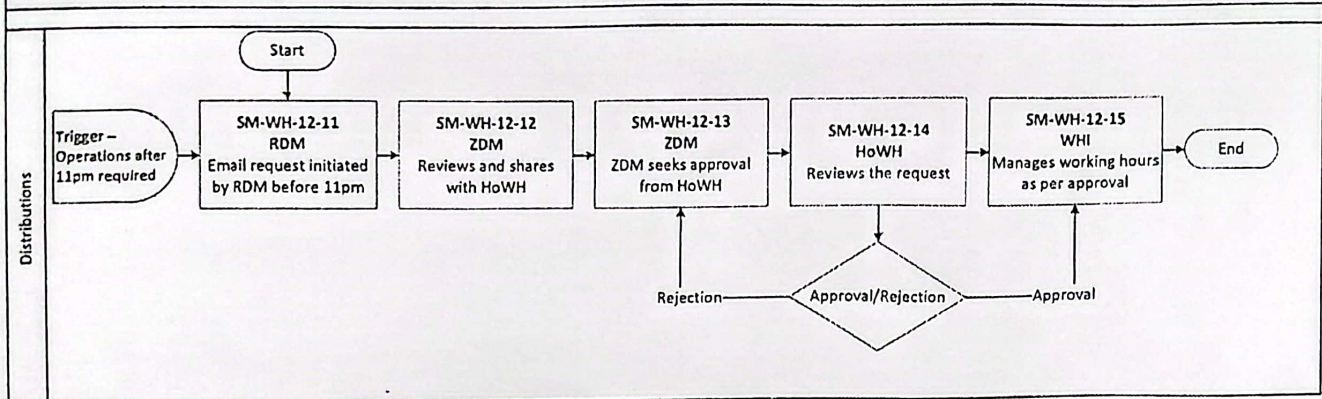 Distributions
Start
Trigger –
Operations after
11pm required
SM-WH-12-11
RDM
Email request initiated
by RDM before 11pm
SM-WH-12-12
ZDM
Reviews and shares
with HoWH
SM-WH-12-13
ZDM
ZDM seeks approval
from HoWH
SM-WH-12-14
HoWH
Reviews the request
SM-WH-12-15
WHI
Manages working hours
as per approval
End
Rejection
Approval/Rejection
Approval